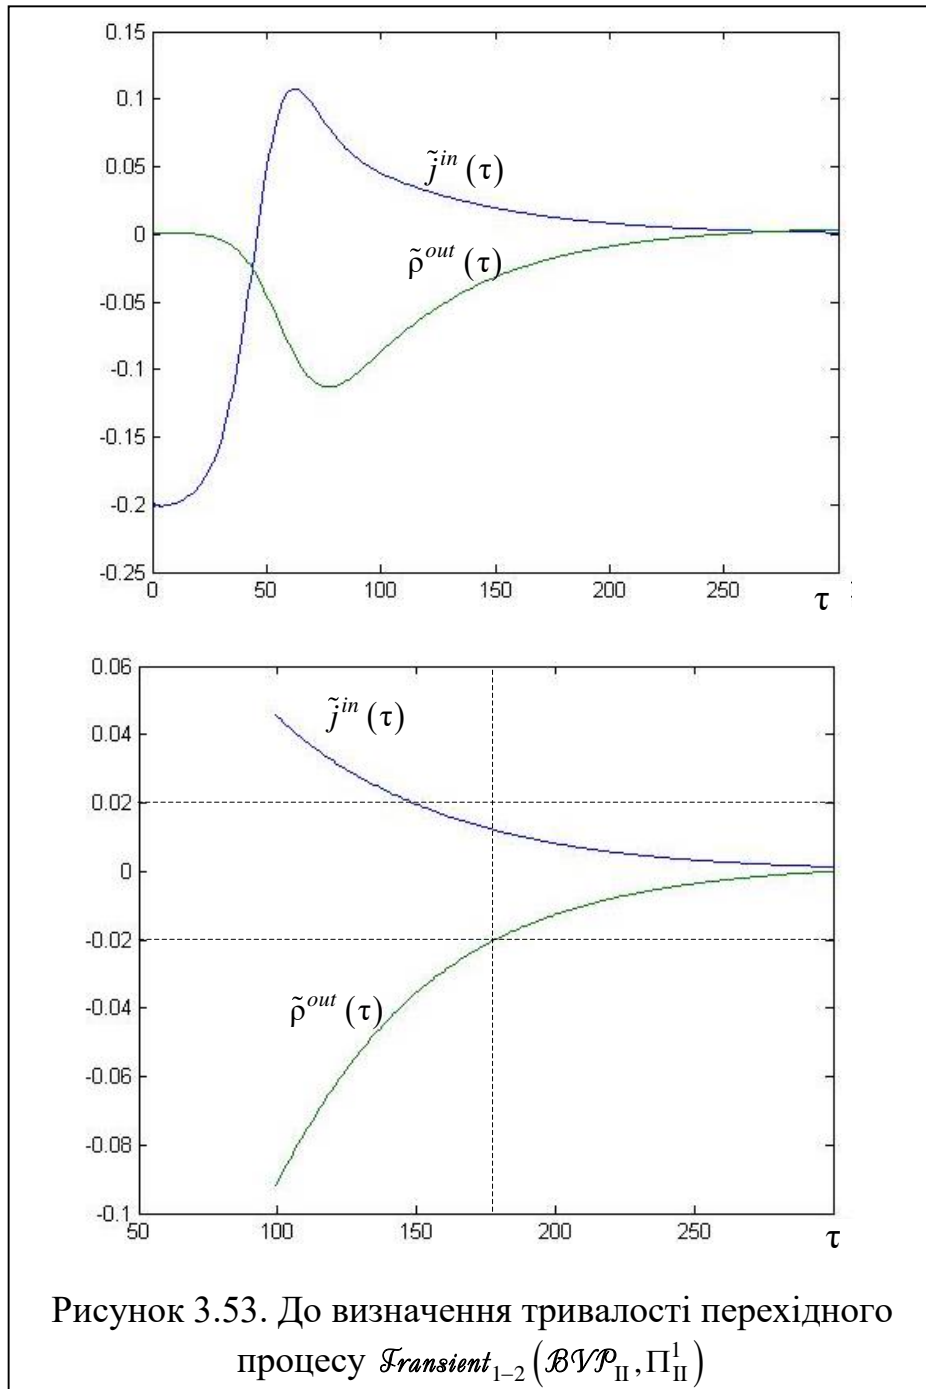 0.15
0.1
0.05
0
-0.05
-0.1
-0.15
-0.2
-0.25
j̃ⁱⁿ(τ)
ρ̃ᵒᵘᵗ(τ)
0 50 100 150 200 250 τ
0.06
0.04
0.02
0
-0.02
-0.04
-0.06
-0.08
-0.1
j̃ⁱⁿ(τ)
ρ̃ᵒᵘᵗ(τ)
50 100 150 200 250 τ
Рисунок 3.53. До визначення тривалості перехідного
процесу 𝒯ransient₁₋₂(ℬ𝒱𝒫_II, Π¹_II)